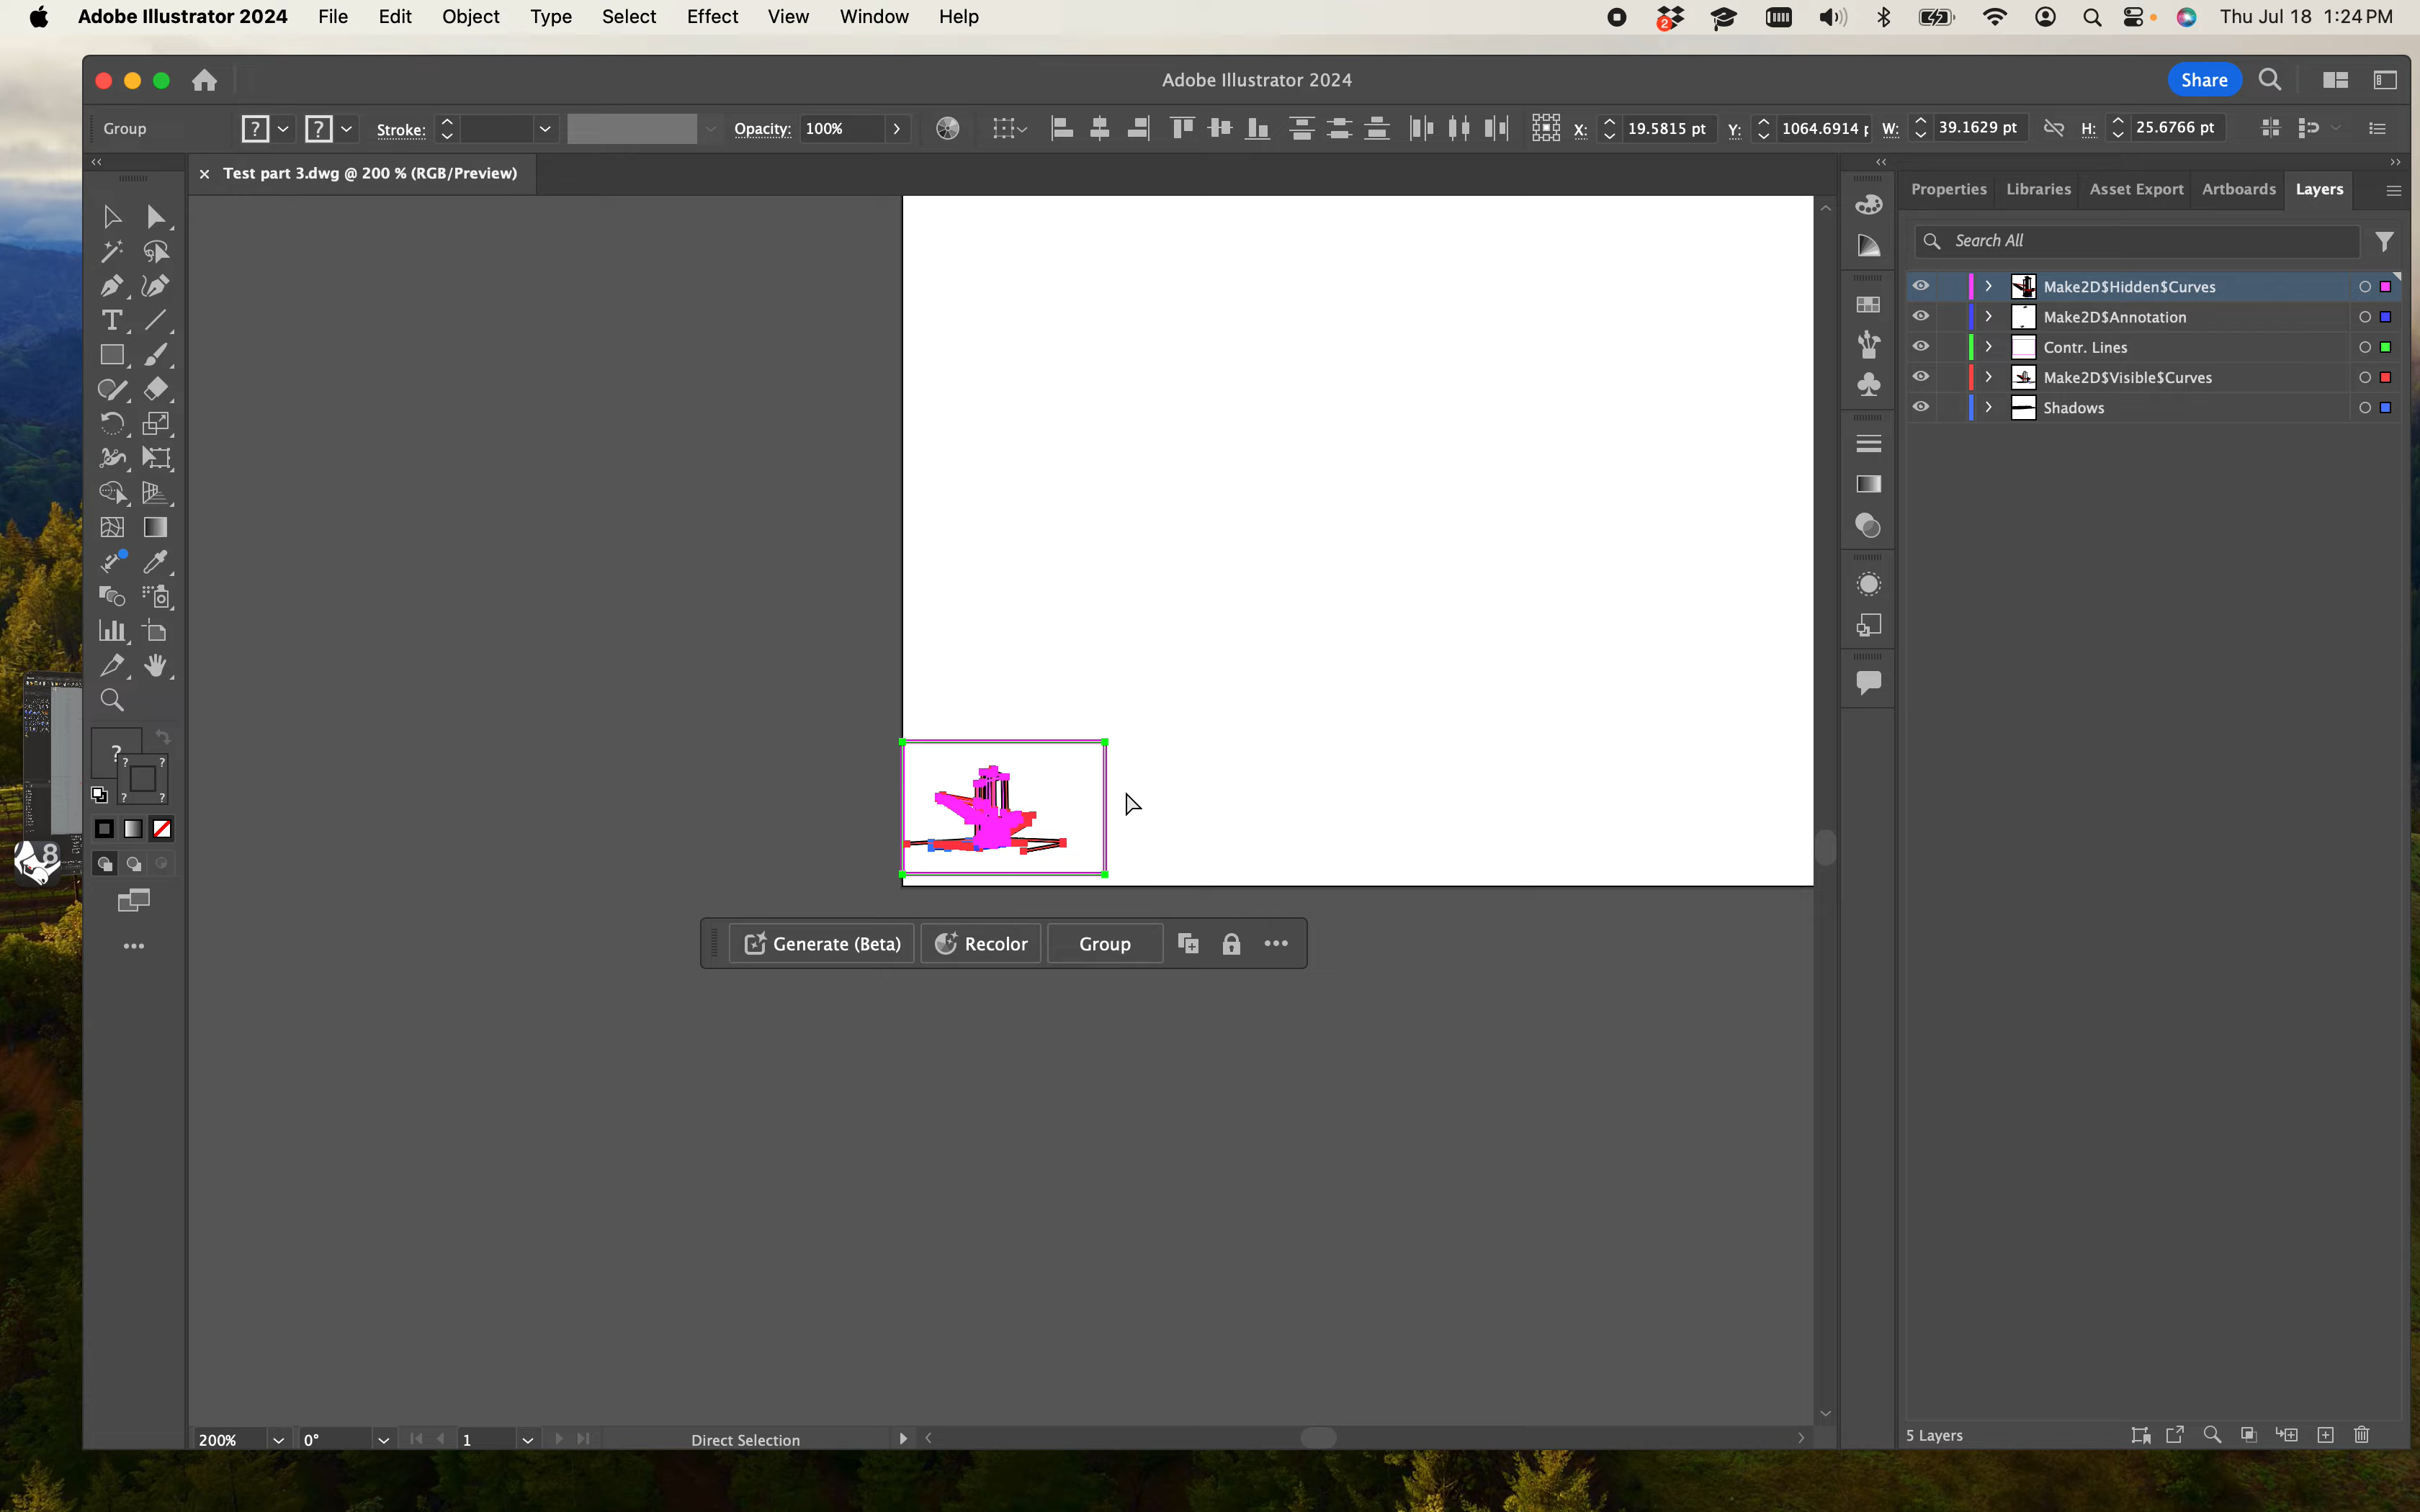 Adobe Illustrator 2024 File Edit Object Type Select Effect View Window Help 2 Thu Jul 18 1:24 PM
Adobe Illustrator 2024 Share
Group ? ? Stroke: Opacity: 100% X: 19.5815 pt Y: 1064.6914 W: 39.1629 pt H: 25.6766 pt
× Test part 3.dwg @ 200 % (RGB/Preview)
Properties Libraries Asset Export Artboards Layers
Search All
Make2D$Hidden$Curves
Make2D$Annotation
Contr. Lines
Make2D$Visible$Curves
Shadows
T
?
? ?
? ?
8
Generate (Beta) Recolor Group
200% 0° 1 Direct Selection
5 Layers